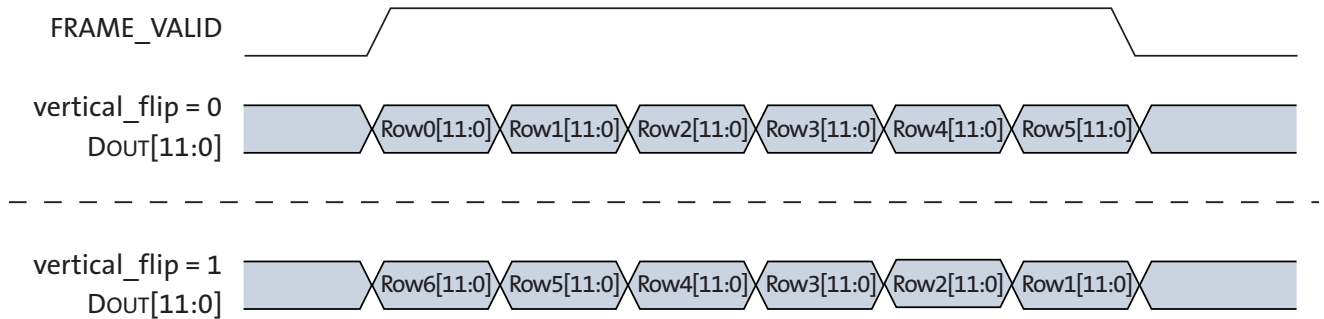 FRAME_VALID
vertical_flip = 0
DOUT[11:0]
Row0[11:0] Row1[11:0] Row2[11:0] Row3[11:0] Row4[11:0] Row5[11:0]
vertical_flip = 1
DOUT[11:0]
Row6[11:0] Row5[11:0] Row4[11:0] Row3[11:0] Row2[11:0] Row1[11:0]